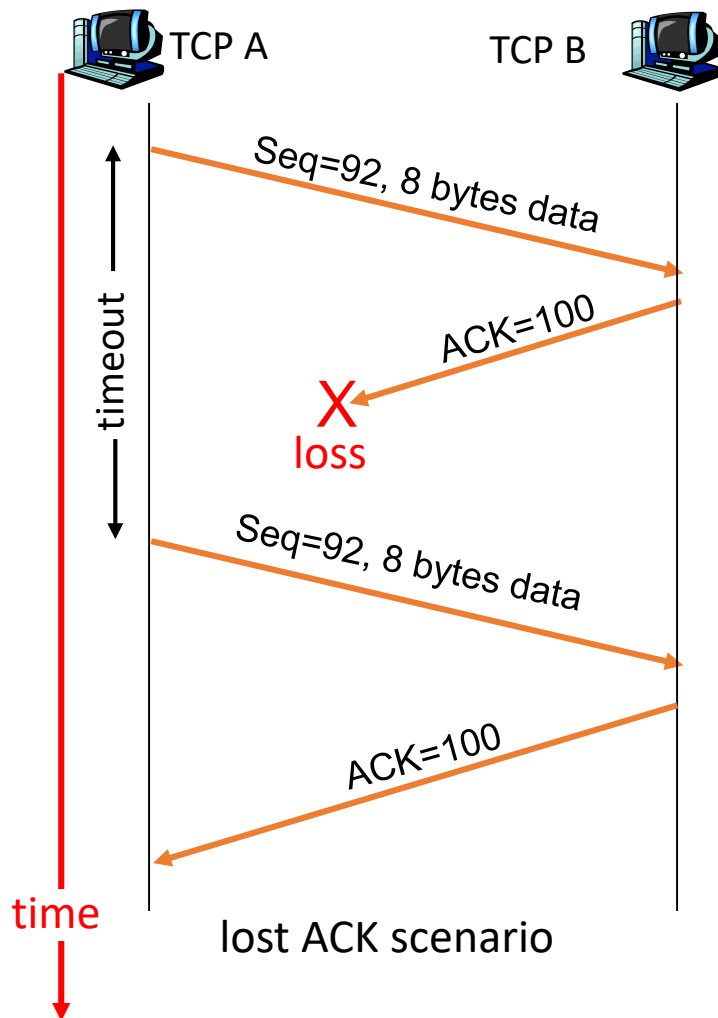 TCP A
TCP B
Seq=92, 8 bytes data
timeout
ACK=100
X
loss
Seq=92, 8 bytes data
ACK=100
time
lost ACK scenario